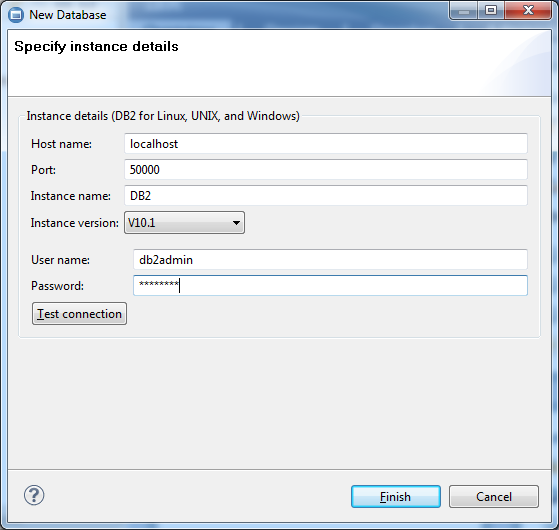 New Database
Specify instance details
Instance details (DB2 for Linux, UNIX, and Windows)
Host name: localhost
Port: 50000
Instance name: DB2
Instance version: V10.1
User name: db2admin
Password: ********
Test connection
? Finish Cancel